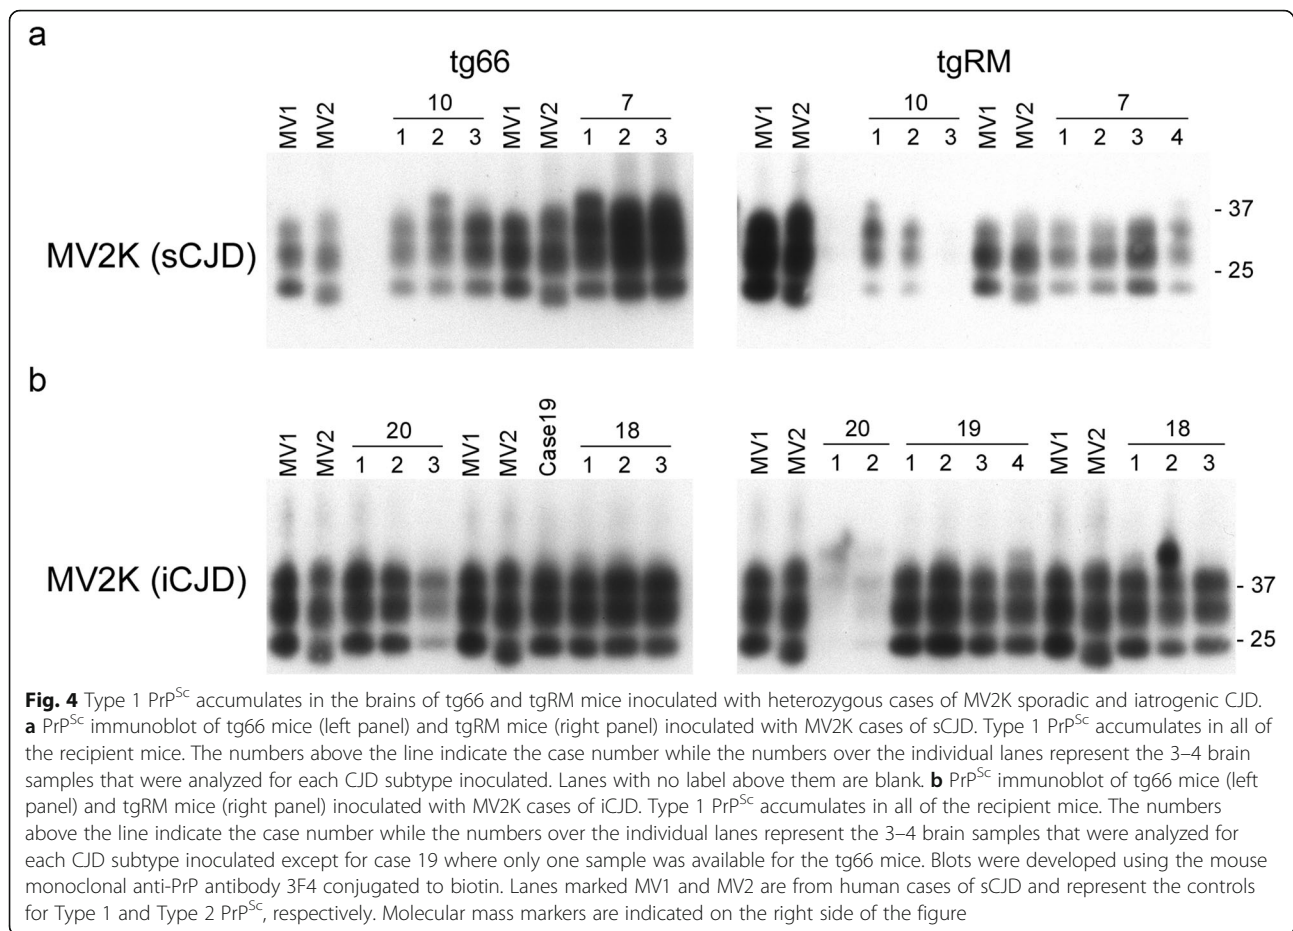 a
tg66 tgRM
MV1 MV2 10 MV1 MV2 7 MV1 MV2 10 MV1 MV2 7
1 2 3 1 2 3 1 2 3 1 2 3 4
- 37
MV2K (sCJD)
- 25
b
MV1 MV2 20 MV1 MV2 Case19 18 MV1 MV2 20 19 MV1 MV2 18
1 2 3 1 2 3 1 2 1 2 3 4 1 2 3
MV2K (iCJD)
- 37
- 25
Fig. 4 Type 1 PrPSc accumulates in the brains of tg66 and tgRM mice inoculated with heterozygous cases of MV2K sporadic and iatrogenic CJD.
a PrPSc immunoblot of tg66 mice (left panel) and tgRM mice (right panel) inoculated with MV2K cases of sCJD. Type 1 PrPSc accumulates in all of
the recipient mice. The numbers above the line indicate the case number while the numbers over the individual lanes represent the 3–4 brain
samples that were analyzed for each CJD subtype inoculated. Lanes with no label above them are blank. b PrPSc immunoblot of tg66 mice (left
panel) and tgRM mice (right panel) inoculated with MV2K cases of iCJD. Type 1 PrPSc accumulates in all of the recipient mice. The numbers
above the line indicate the case number while the numbers over the individual lanes represent the 3–4 brain samples that were analyzed for
each CJD subtype inoculated except for case 19 where only one sample was available for the tg66 mice. Blots were developed using the mouse
monoclonal anti-PrP antibody 3F4 conjugated to biotin. Lanes marked MV1 and MV2 are from human cases of sCJD and represent the controls
for Type 1 and Type 2 PrPSc, respectively. Molecular mass markers are indicated on the right side of the figure